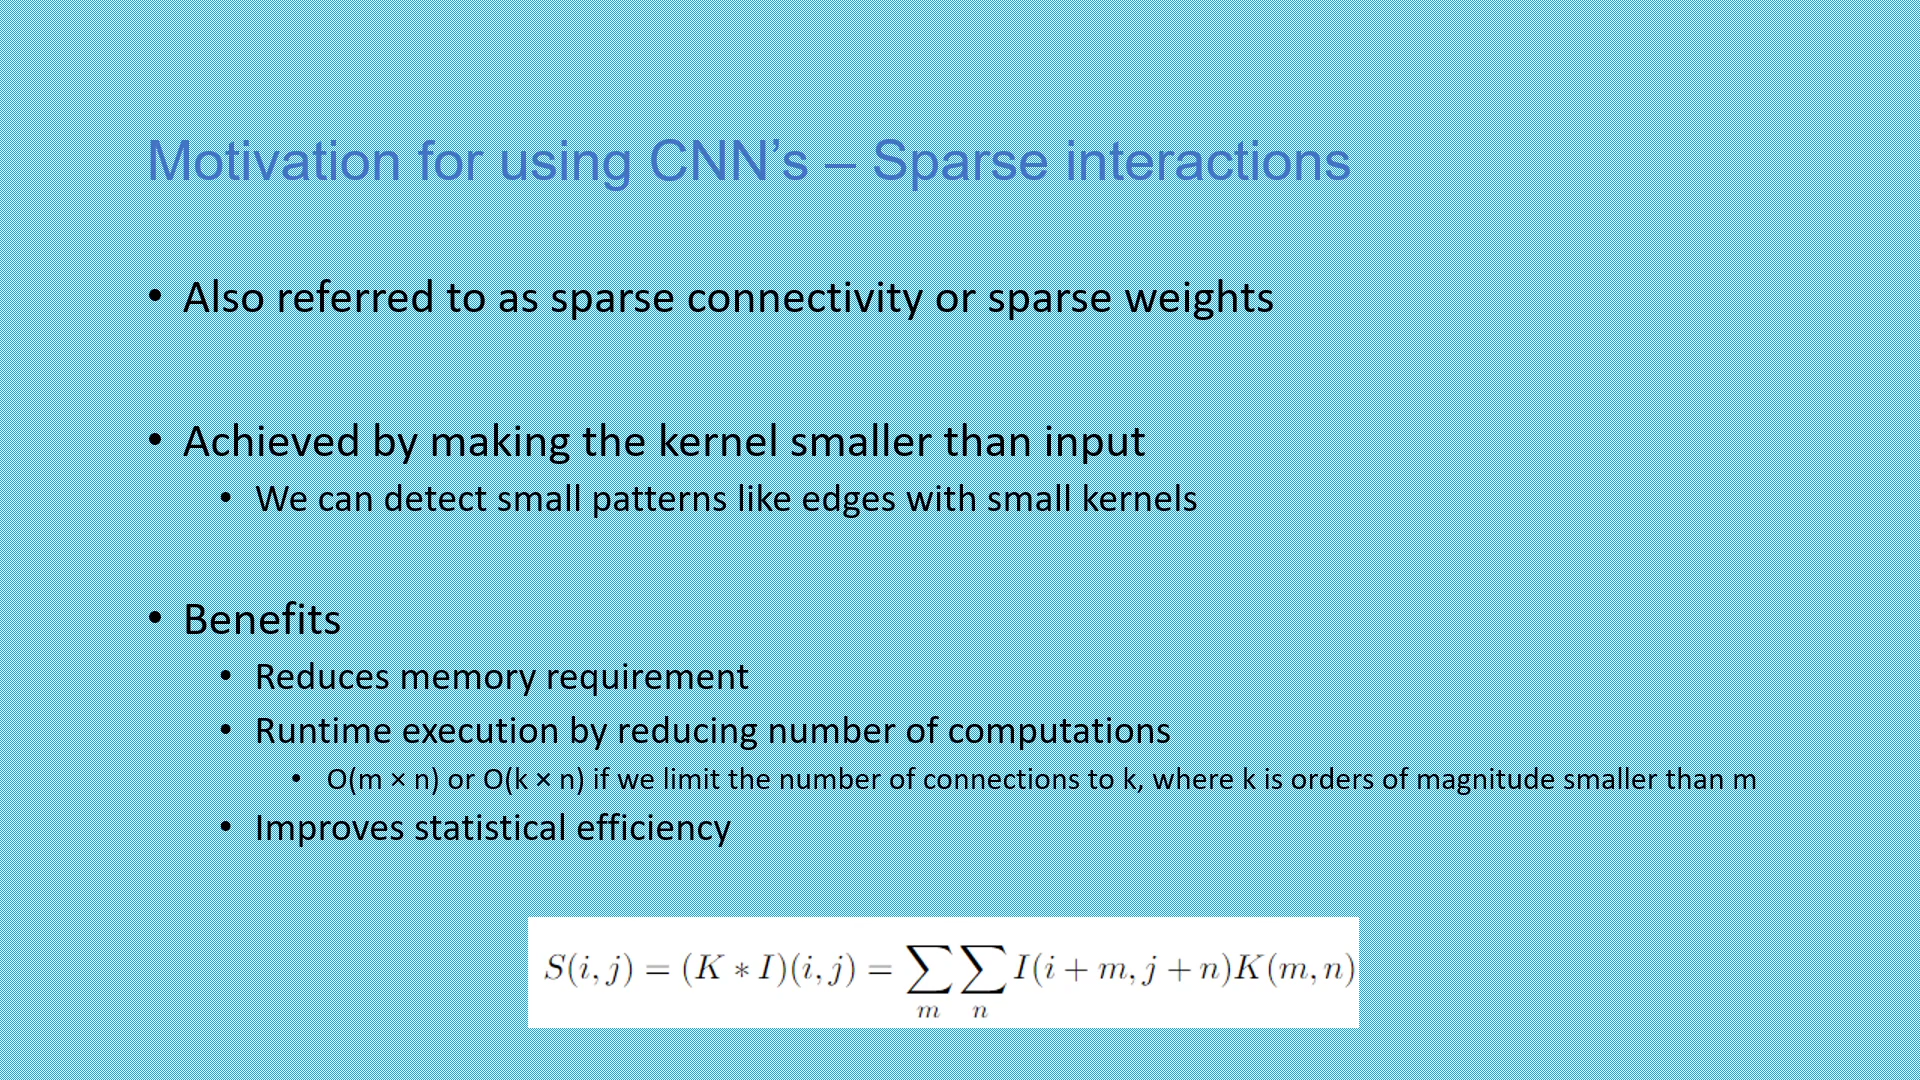 Motivation for using CNN’s – Sparse interactions
• Also referred to as sparse connectivity or sparse weights
• Achieved by making the kernel smaller than input
• We can detect small patterns like edges with small kernels
• Benefits
• Reduces memory requirement
• Runtime execution by reducing number of computations
• O(m × n) or O(k × n) if we limit the number of connections to k, where k is orders of magnitude smaller than m
• Improves statistical efficiency
S(i, j) = (K ∗ I)(i, j) = ∑ₘ ∑ₙ I(i + m, j + n)K(m, n)